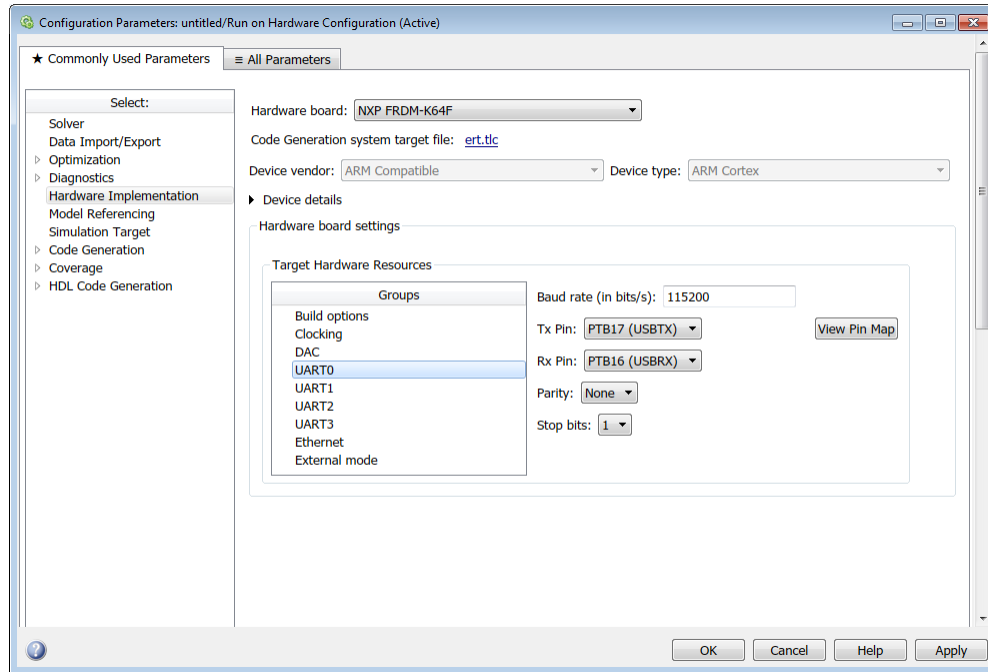 Configuration Parameters: untitled/Run on Hardware Configuration (Active)
★ Commonly Used Parameters
≡ All Parameters
Select:
Solver
Data Import/Export
Optimization
Diagnostics
Hardware Implementation
Model Referencing
Simulation Target
Code Generation
Coverage
HDL Code Generation
Hardware board: NXP FRDM-K64F
Code Generation system target file: ert.tlc
Device vendor: ARM Compatible Device type: ARM Cortex
Device details
Hardware board settings
Target Hardware Resources
Groups
Build options
Clocking
DAC
UART0
UART1
UART2
UART3
Ethernet
External mode
Baud rate (in bits/s): 115200
Tx Pin: PTB17 (USBTX) View Pin Map
Rx Pin: PTB16 (USBRX)
Parity: None
Stop bits: 1
OK Cancel Help Apply